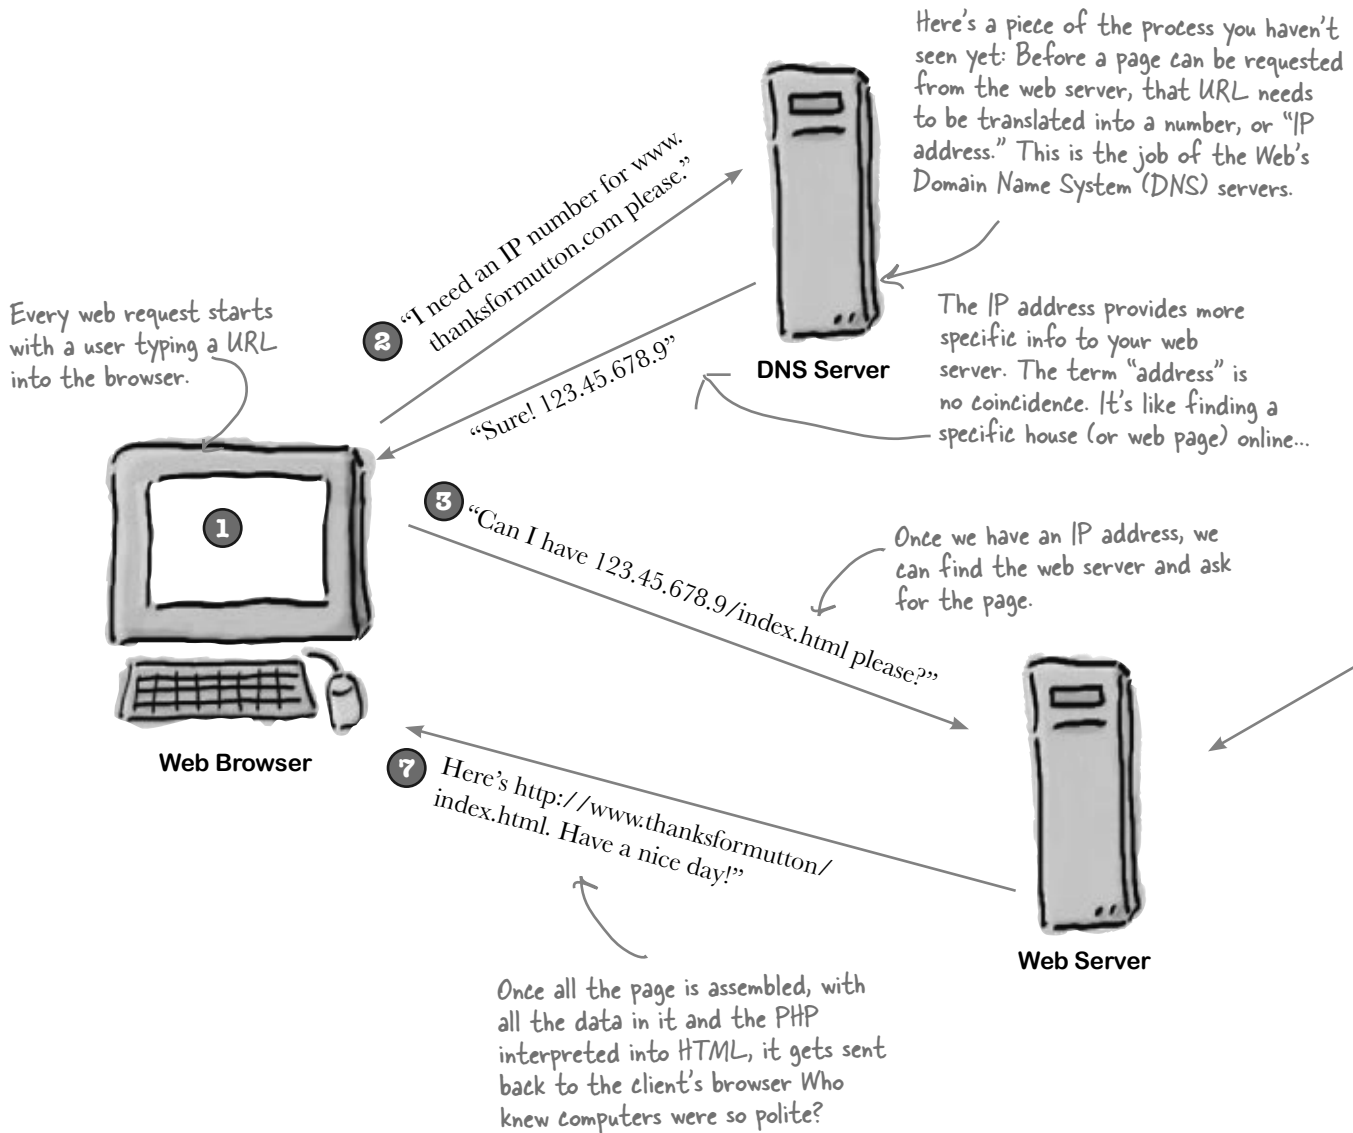 Here's a piece of the process you haven't
seen yet: Before a page can be requested
from the web server, that URL needs
to be translated into a number, or "IP
address." This is the job of the Web's
Domain Name System (DNS) servers.
Every web request starts
with a user typing a URL
into the browser.
1
2
“I need an IP number for www.
thanksformutton.com please.”
“Sure! 123.45.678.9”
DNS Server
The IP address provides more
specific info to your web
server. The term "address" is
no coincidence. It's like finding a
specific house (or web page) online...
3
“Can I have 123.45.678.9/index.html please?”
Once we have an IP address, we
can find the web server and ask
for the page.
Web Browser
7
Here’s http://www.thanksformutton/
index.html. Have a nice day!”
Web Server
Once all the page is assembled, with
all the data in it and the PHP
interpreted into HTML, it gets sent
back to the client's browser Who
knew computers were so polite?